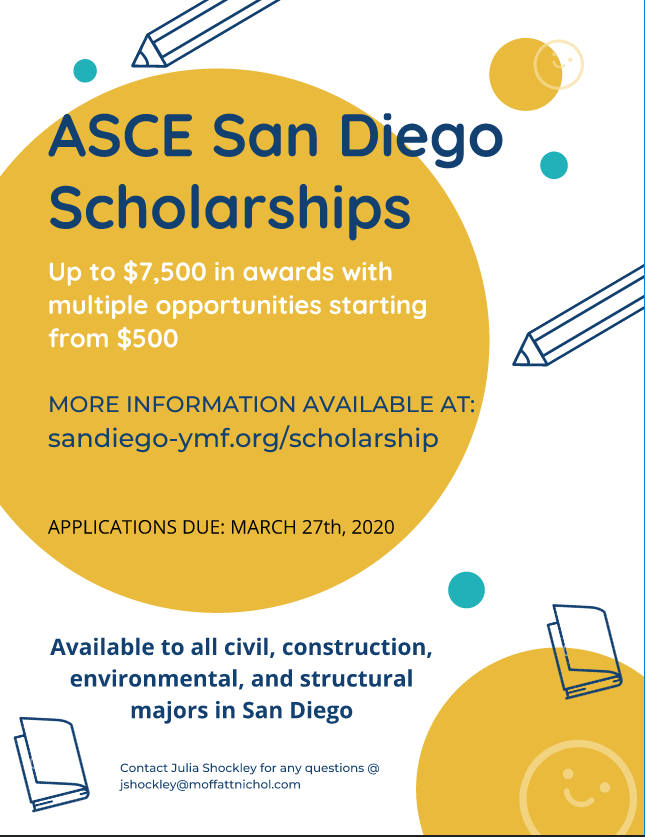 ASCE San Diego
Scholarships
Up to $7,500 in awards with
multiple opportunities starting
from $500
MORE INFORMATION AVAILABLE AT:
sandiego-ymf.org/scholarship
APPLICATIONS DUE: MARCH 27th, 2020
Available to all civil, construction,
environmental, and structural
majors in San Diego
Contact Julia Shockley for any questions @
jshockley@moffattnichol.com